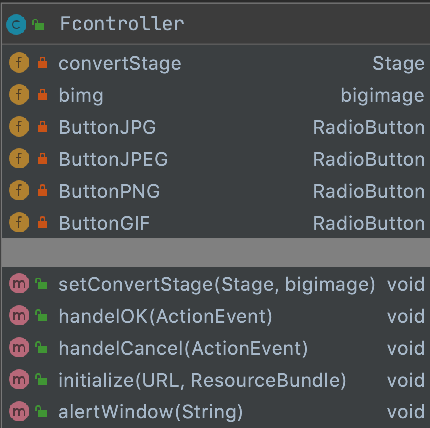 Fcontroller
convertStage Stage
bimg bigimage
ButtonJPG RadioButton
ButtonJPEG RadioButton
ButtonPNG RadioButton
ButtonGIF RadioButton
setConvertStage(Stage, bigimage) void
handelOK(ActionEvent) void
handelCancel(ActionEvent) void
initialize(URL, ResourceBundle) void
alertWindow(String) void